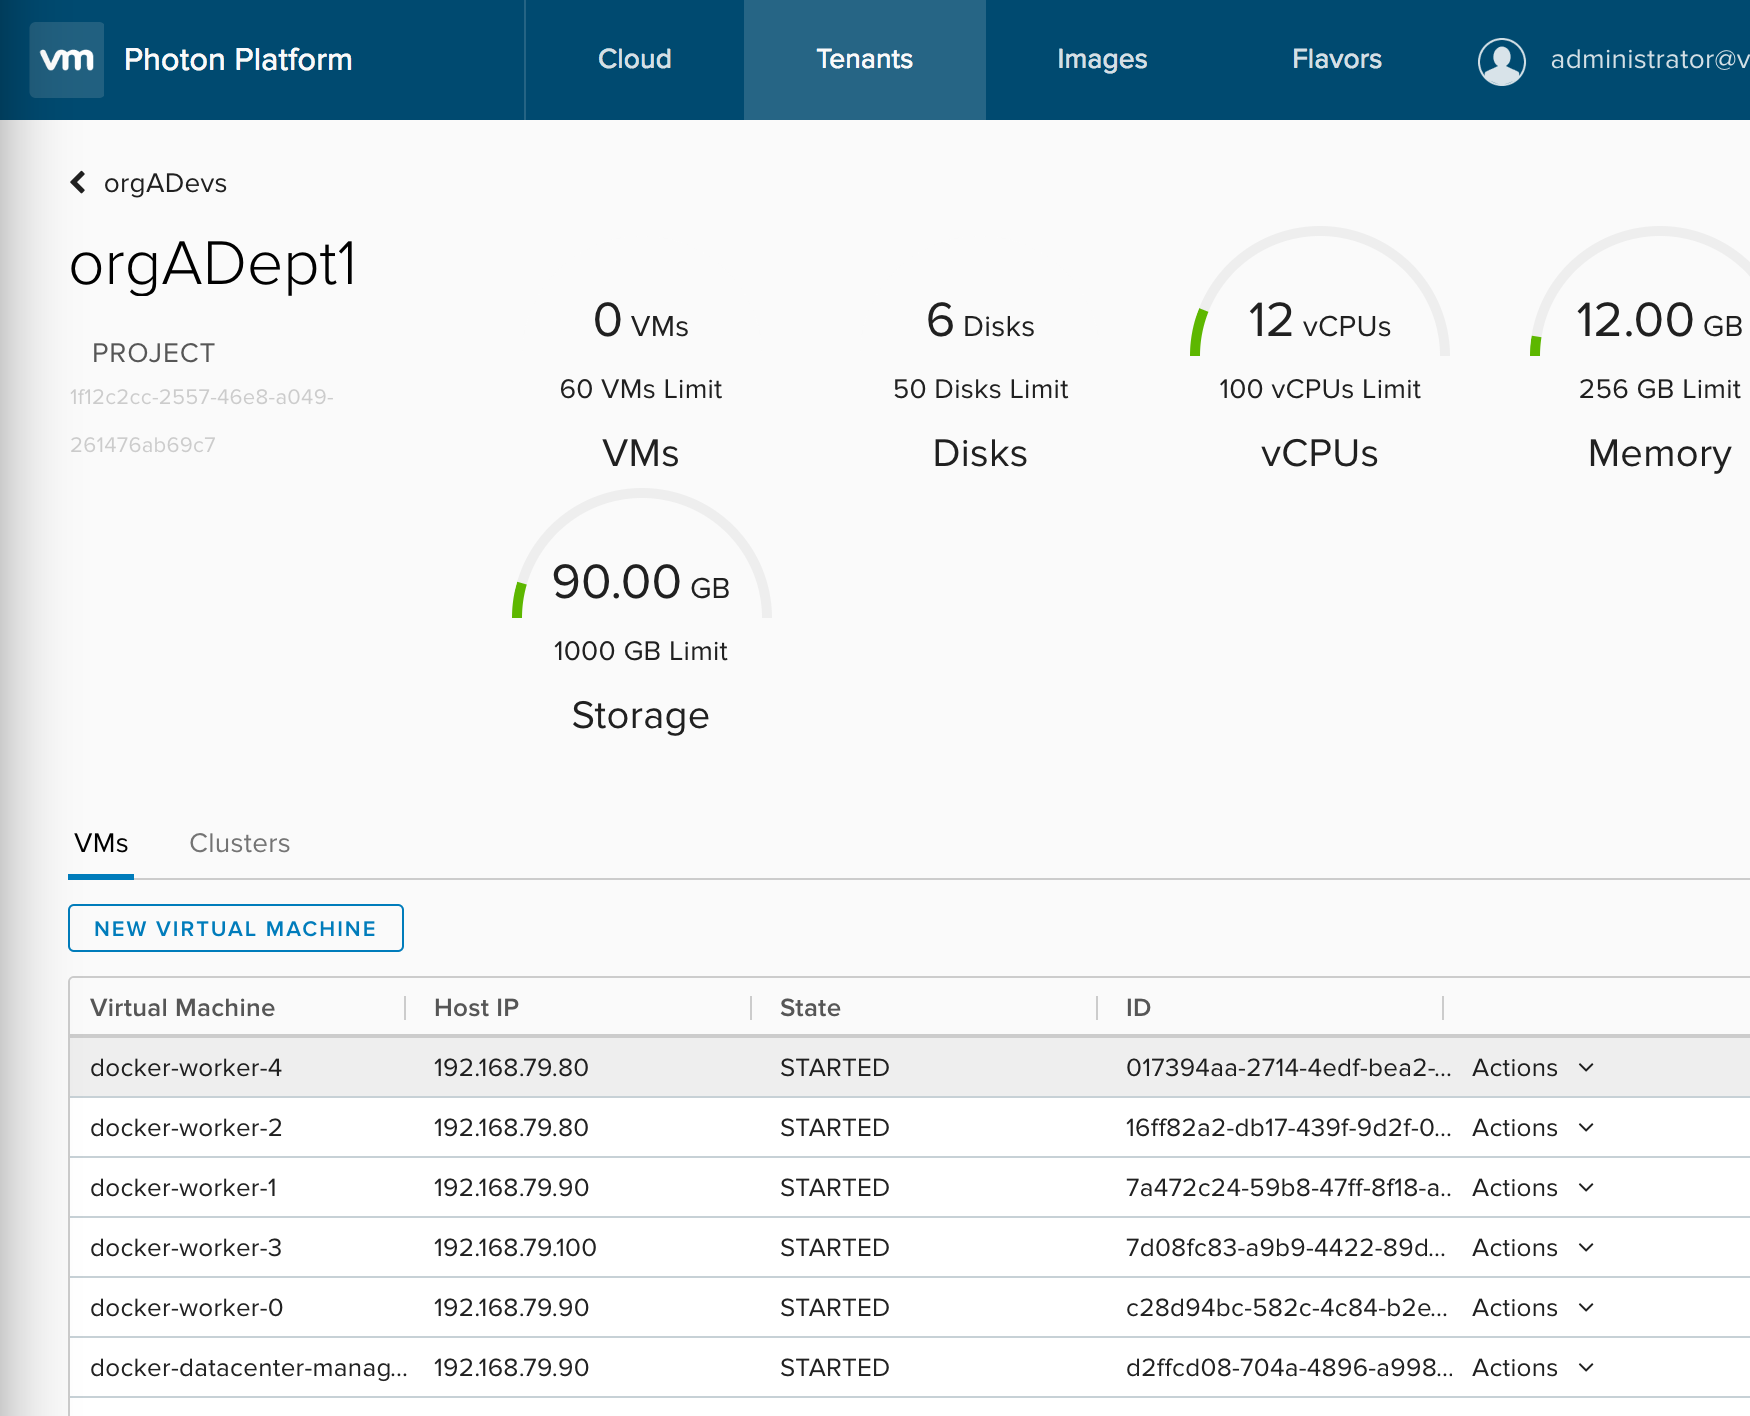 vm Photon Platform Cloud Tenants Images Flavors administrator@v
orgADevs
orgADept1
PROJECT
1f12c2cc-2557-46e8-a049-
261476ab69c7
0 VMs
60 VMs Limit
VMs
6 Disks
50 Disks Limit
Disks
12 vCPUs
100 vCPUs Limit
vCPUs
12.00 GB
256 GB Limit
Memory
90.00 GB
1000 GB Limit
Storage
VMs Clusters
NEW VIRTUAL MACHINE
Virtual Machine Host IP State ID
docker-worker-4 192.168.79.80 STARTED 017394aa-2714-4edf-bea2-... Actions
docker-worker-2 192.168.79.80 STARTED 16ff82a2-db17-439f-9d2f-0... Actions
docker-worker-1 192.168.79.90 STARTED 7a472c24-59b8-47ff-8f18-a.. Actions
docker-worker-3 192.168.79.100 STARTED 7d08fc83-a9b9-4422-89d... Actions
docker-worker-0 192.168.79.90 STARTED c28d94bc-582c-4c84-b2e... Actions
docker-datacenter-manag... 192.168.79.90 STARTED d2ffcd08-704a-4896-a998... Actions